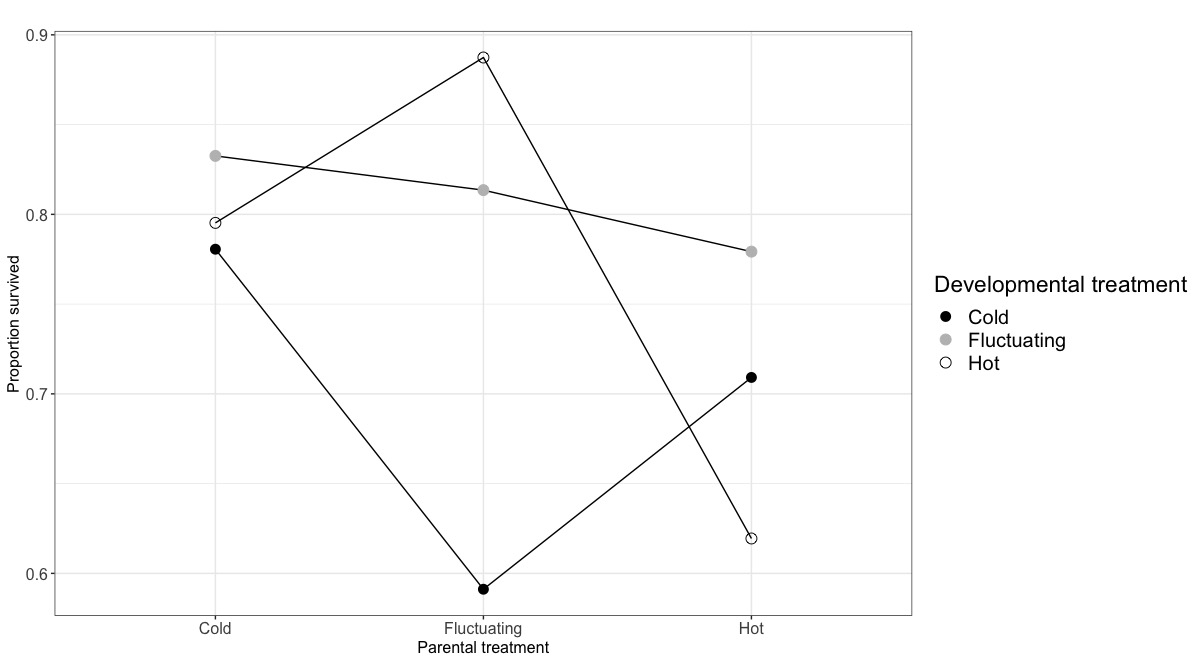 0.9
0.8
0.7
0.6
Proportion survived
Cold
Fluctuating
Hot
Parental treatment
Developmental treatment
Cold
Fluctuating
Hot